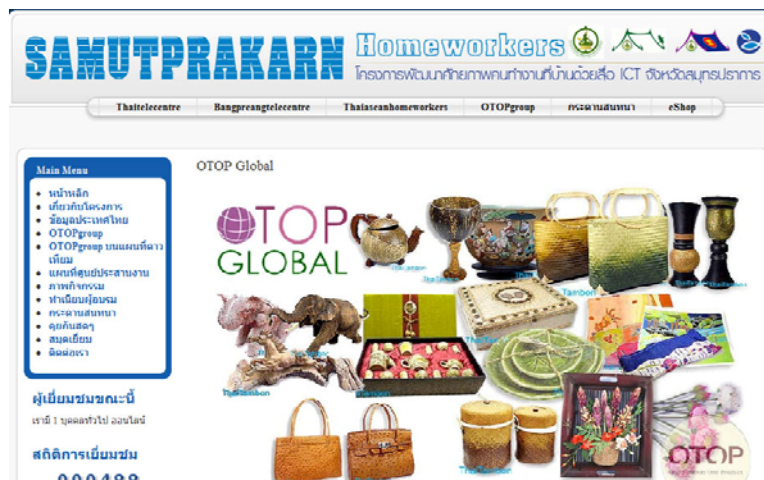 SAMUTPRAKARN Homeworkers
โครงการพัฒนาศักยภาพคนทำงานที่บ้านด้วยสื่อ ICT จังหวัดสมุทรปราการ
Thaitelecentre Bangpreangtelecentre Thaiaseanhomeworkers OTOPgroup กระดานสนทนา eShop
Main Menu
หน้าหลัก
เกี่ยวกับโครงการ
ข้อมูลประเทศไทย
OTOPgroup
OTOPgroup บนแผนที่ดาว
เทียม
แผนที่ศูนย์ประสานงาน
ภาพกิจกรรม
ทำเนียบผู้อบรม
กระดานสนทนา
คุยกันสดๆ
สมุดเยี่ยม
ติดต่อเรา
ผู้เยี่ยมชมขณะนี้
เรามี 1 บุคคลทั่วไป ออนไลน์
สถิติการเยี่ยมชม
000488
OTOP Global
OTOP
GLOBAL
ThaiTambon
Tambon
ThaiTambon
ThaiTambon
OTOP